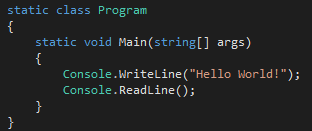 static class Program
{
    static void Main(string[] args)
    {
        Console.WriteLine("Hello World!");
        Console.ReadLine();
    }
}